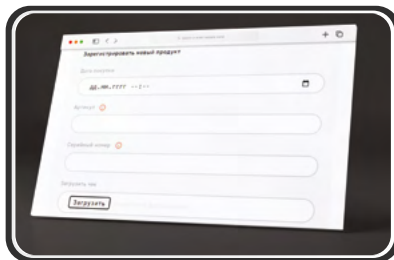 Зарегистрировать новый продукт
Дата покупки
ДД.ММ.ГГГГ --:--
Артикул
Серийный номер
Загрузить чек
Загрузить